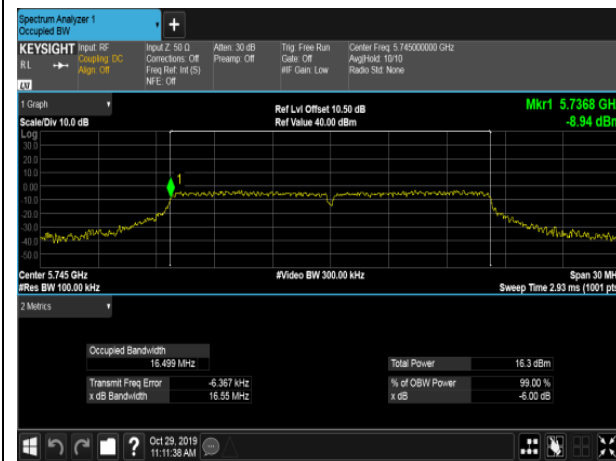 Spectrum Analyzer 1
Occupied BW
+
KEYSIGHT Input: RF Input Z: 50 Ω Atten: 30 dB Trig: Free Run Center Freq: 5.745000000 GHz
RL Coupling: DC Corrections: Off Preamp: Off Gate: Off Avg|Hold: 10/10
Align: Off Freq Ref: Int (S) #IF Gain: Low Radio Std: None
LXI NFE: Off
1 Graph Ref Lvl Offset 10.50 dB Mkr1 5.7368 GH
Scale/Div 10.0 dB Ref Value 40.00 dBm -8.94 dBm
Log
30.0
20.0
10.0
0.00
1
-10.0
-20.0
-30.0
-40.0
-50.0
Center 5.745 GHz #Video BW 300.00 kHz Span 30 MH
#Res BW 100.00 kHz Sweep Time 2.93 ms (1001 pts
2 Metrics
Occupied Bandwidth
16.499 MHz Total Power 16.3 dBm
Transmit Freq Error -6.367 kHz % of OBW Power 99.00 %
x dB Bandwidth 16.55 MHz x dB -6.00 dB
? Oct 29, 2019
11:11:38 AM